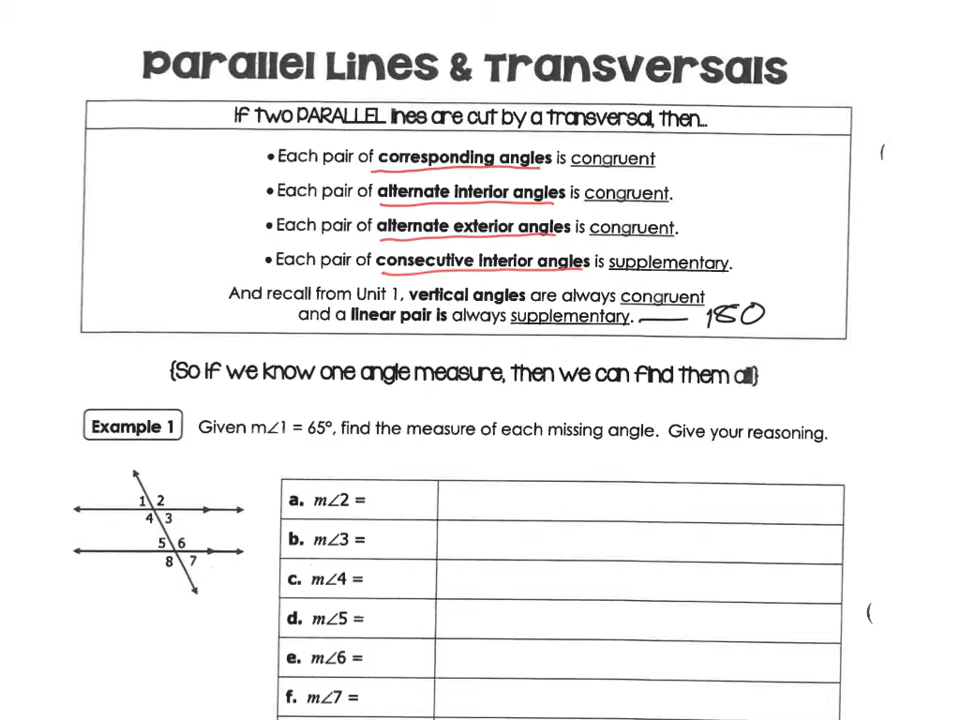 Parallel Lines & Transversals
If two PARALLEL lines are cut by a transversal, then...
• Each pair of corresponding angles is congruent
• Each pair of alternate interior angles is congruent.
• Each pair of alternate exterior angles is congruent.
• Each pair of consecutive interior angles is supplementary.
And recall from Unit 1, vertical angles are always congruent
and a linear pair is always supplementary. — 180
{So if we know one angle measure, then we can find them all}
Example 1 Given m∠1 = 65°, find the measure of each missing angle. Give your reasoning.
1 2
4 3
5 6
8 7
a. m∠2 =
b. m∠3 =
c. m∠4 =
d. m∠5 =
e. m∠6 =
f. m∠7 =